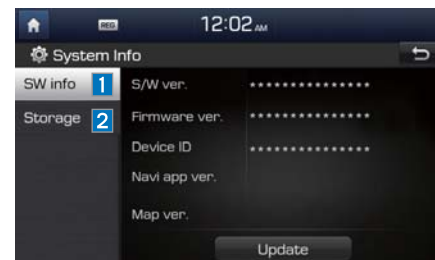 REG 12:02 AM
System Info
SW info 1 S/W ver. ***************
Storage 2 Firmware ver. ***************
Device ID ***************
Navi app ver.
Map ver.
Update